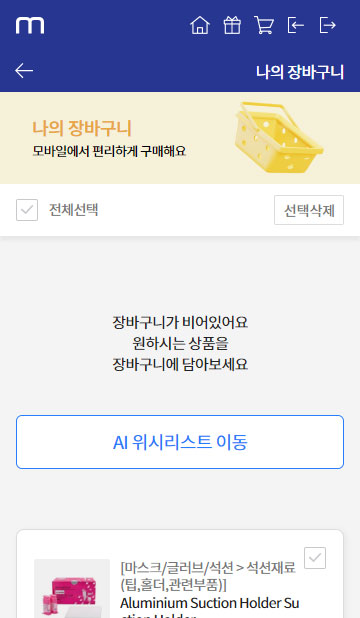 m
나의 장바구니
나의 장바구니
모바일에서 편리하게 구매해요
전체선택
선택삭제
장바구니가 비어있어요
원하시는 상품을
장바구니에 담아보세요
AI 위시리스트 이동
[마스크/글러브/석션 > 석션재료
(팁,홀더,관련부품)]
Aluminium Suction Holder Su
ction Holder